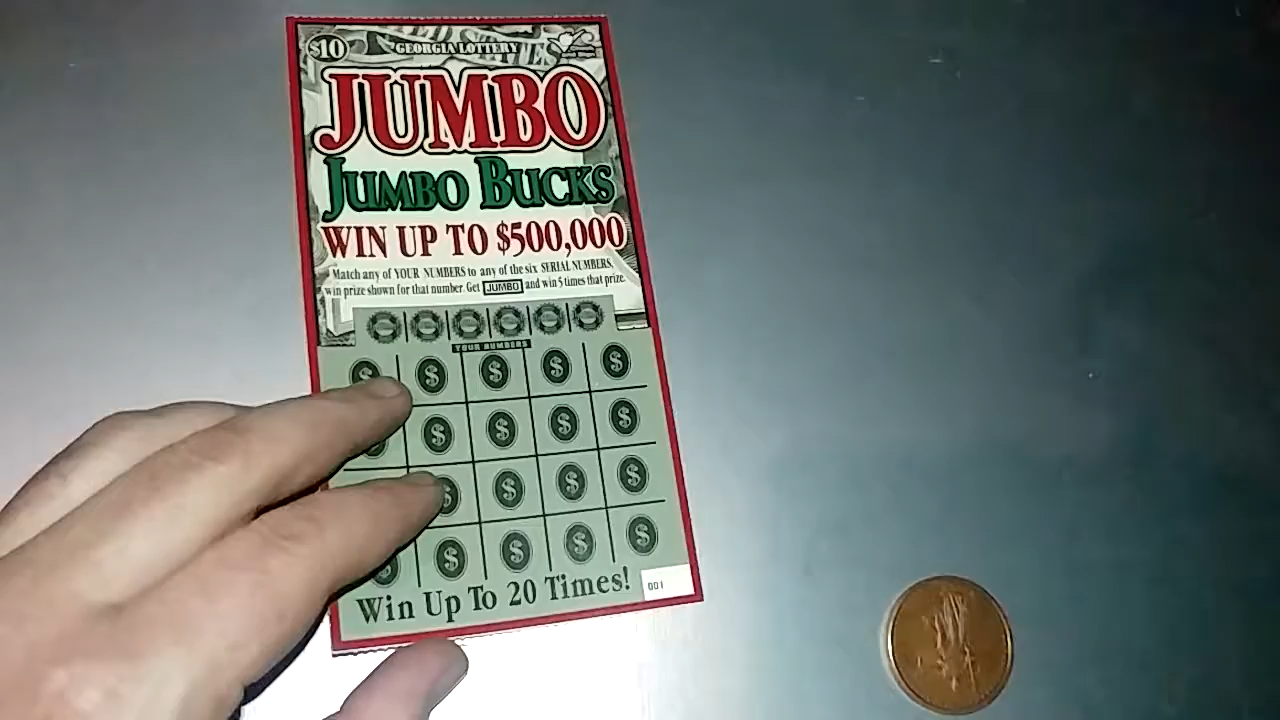 $10 GEORGIA LOTTERY
JUMBO
JUMBO BUCKS
WIN UP TO $500,000
Match any of YOUR NUMBERS to any of the six SERIAL NUMBERS,
win prize shown for that number. Get JUMBO and win 5 times that prize.
YOUR NUMBERS
$ $ $ $ $
$ $ $ $
$ $ $ $
$ $ $ $
Win Up To 20 Times!
001